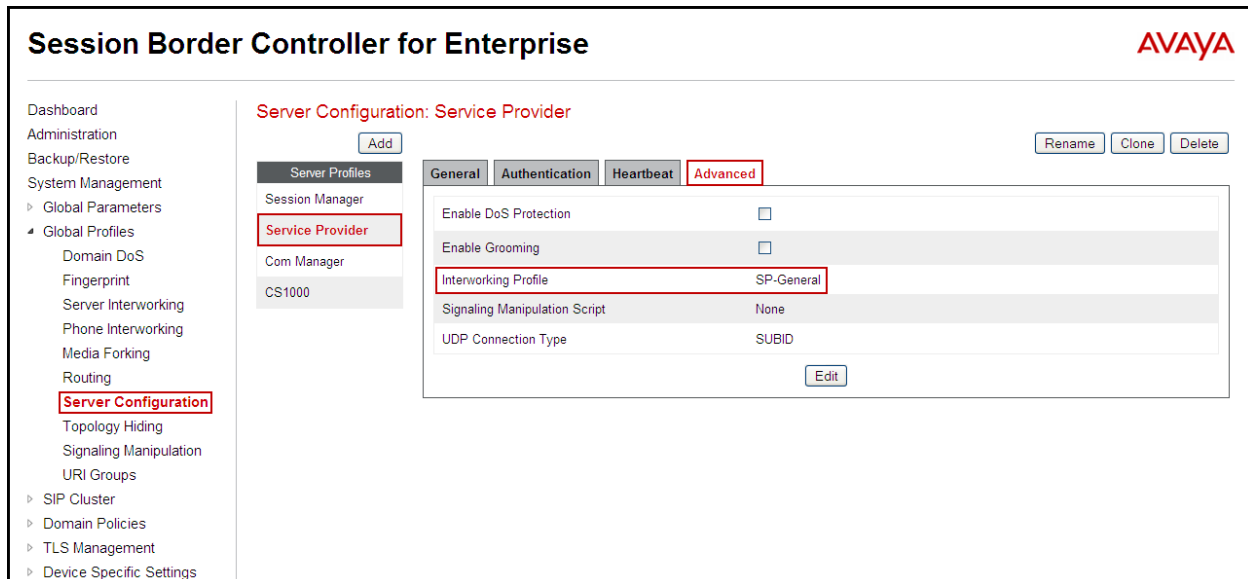 Session Border Controller for Enterprise
AVAYA
Dashboard
Administration
Backup/Restore
System Management
Global Parameters
Global Profiles
Domain DoS
Fingerprint
Server Interworking
Phone Interworking
Media Forking
Routing
Server Configuration
Topology Hiding
Signaling Manipulation
URI Groups
SIP Cluster
Domain Policies
TLS Management
Device Specific Settings
Server Configuration: Service Provider
Add
Rename Clone Delete
Server Profiles
Session Manager
Service Provider
Com Manager
CS1000
General Authentication Heartbeat Advanced
Enable DoS Protection
Enable Grooming
Interworking Profile SP-General
Signaling Manipulation Script None
UDP Connection Type SUBID
Edit